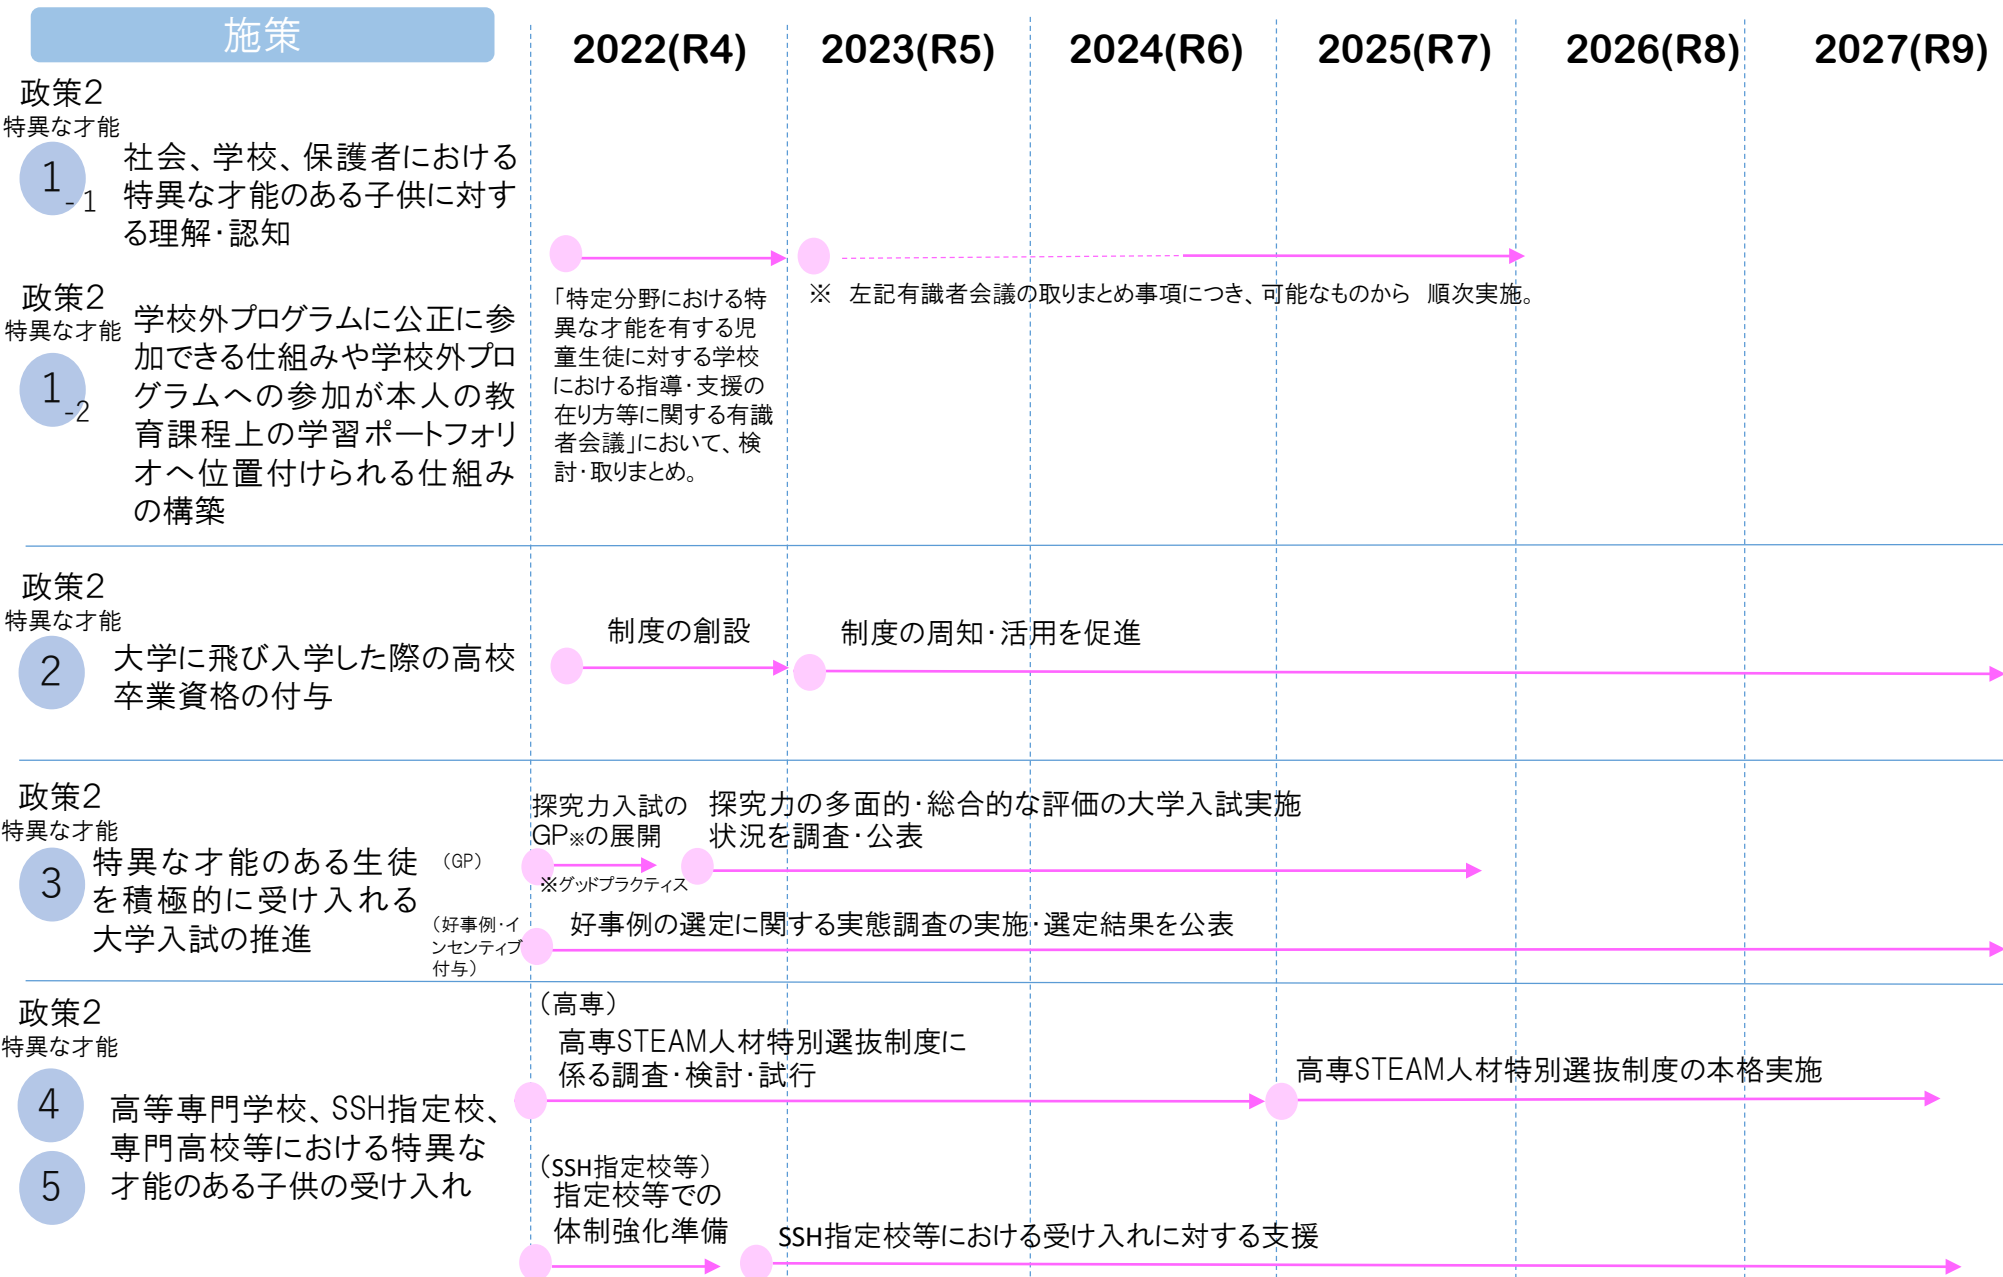 施策
2022(R4)
2023(R5)
2024(R6)
2025(R7)
2026(R8)
2027(R9)
政策2
特異な才能
1
-1
社会、学校、保護者における
特異な才能のある子供に対す
る理解・認知
政策2
特異な才能
1
-2
学校外プログラムに公正に参
加できる仕組みや学校外プロ
グラムへの参加が本人の教
育課程上の学習ポートフォリ
オへ位置付けられる仕組み
の構築
「特定分野における特
異な才能を有する児
童生徒に対する学校
における指導・支援の
在り方等に関する有識
者会議」において、検
討・取りまとめ。
※ 左記有識者会議の取りまとめ事項につき、可能なものから 順次実施。
政策2
特異な才能
2
大学に飛び入学した際の高校
卒業資格の付与
制度の創設
制度の周知・活用を促進
政策2
特異な才能
3
特異な才能のある生徒
を積極的に受け入れる
大学入試の推進
(GP)
探究力入試の
GP※の展開
※グッドプラクティス
探究力の多面的・総合的な評価の大学入試実施
状況を調査・公表
(好事例・イ
ンセンティブ
付与)
好事例の選定に関する実態調査の実施・選定結果を公表
政策2
特異な才能
4
5
高等専門学校、SSH指定校、
専門高校等における特異な
才能のある子供の受け入れ
(高専)
高専STEAM人材特別選抜制度に
係る調査・検討・試行
高専STEAM人材特別選抜制度の本格実施
(SSH指定校等)
指定校等での
体制強化準備
SSH指定校等における受け入れに対する支援